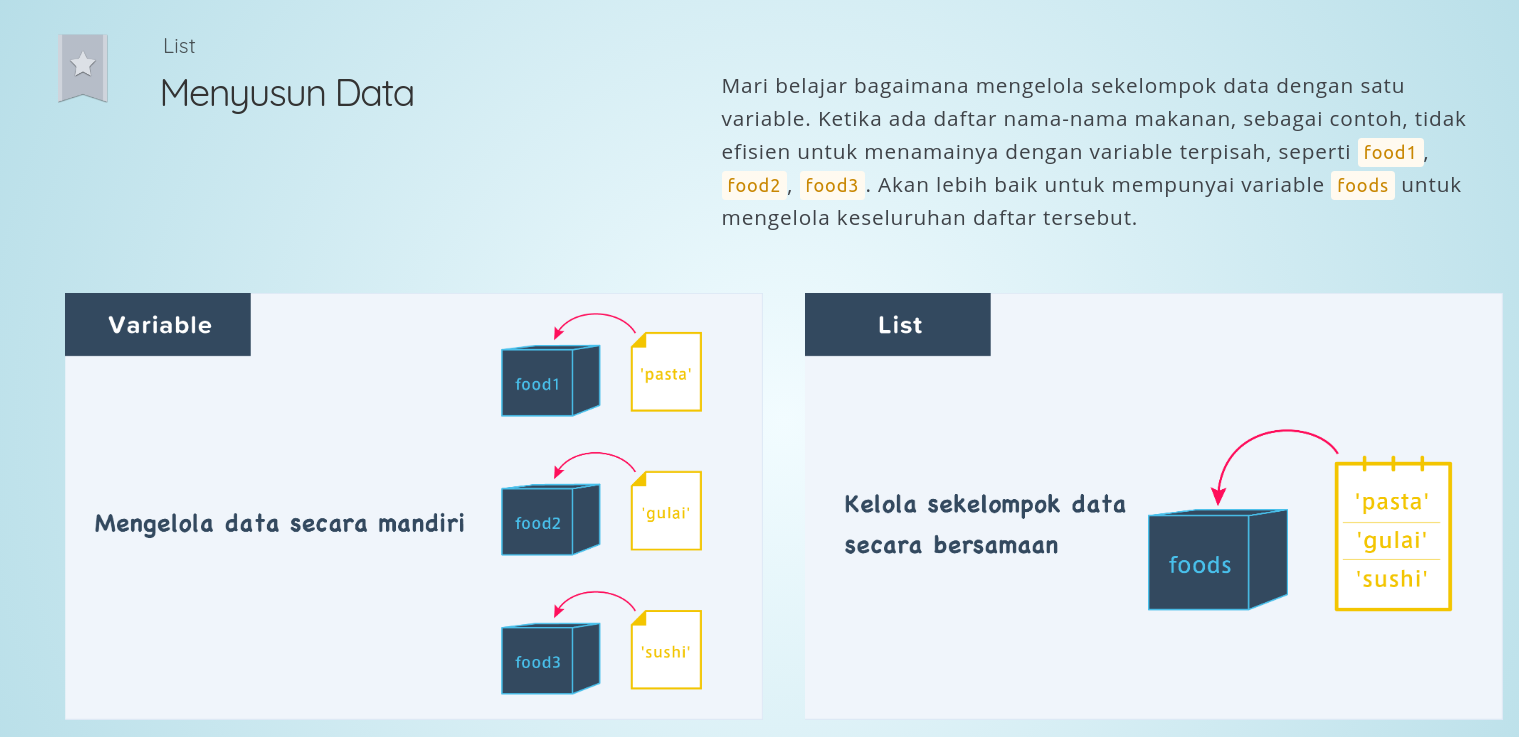 List
Menyusun Data
Mari belajar bagaimana mengelola sekelompok data dengan satu
variable. Ketika ada daftar nama-nama makanan, sebagai contoh, tidak
efisien untuk menamainya dengan variable terpisah, seperti food1,
food2, food3. Akan lebih baik untuk mempunyai variable foods untuk
mengelola keseluruhan daftar tersebut.
Variable
Mengelola data secara mandiri
food1
'pasta'
food2
'gulai'
food3
'sushi'
List
Kelola sekelompok data
secara bersamaan
foods
'pasta'
'gulai'
'sushi'